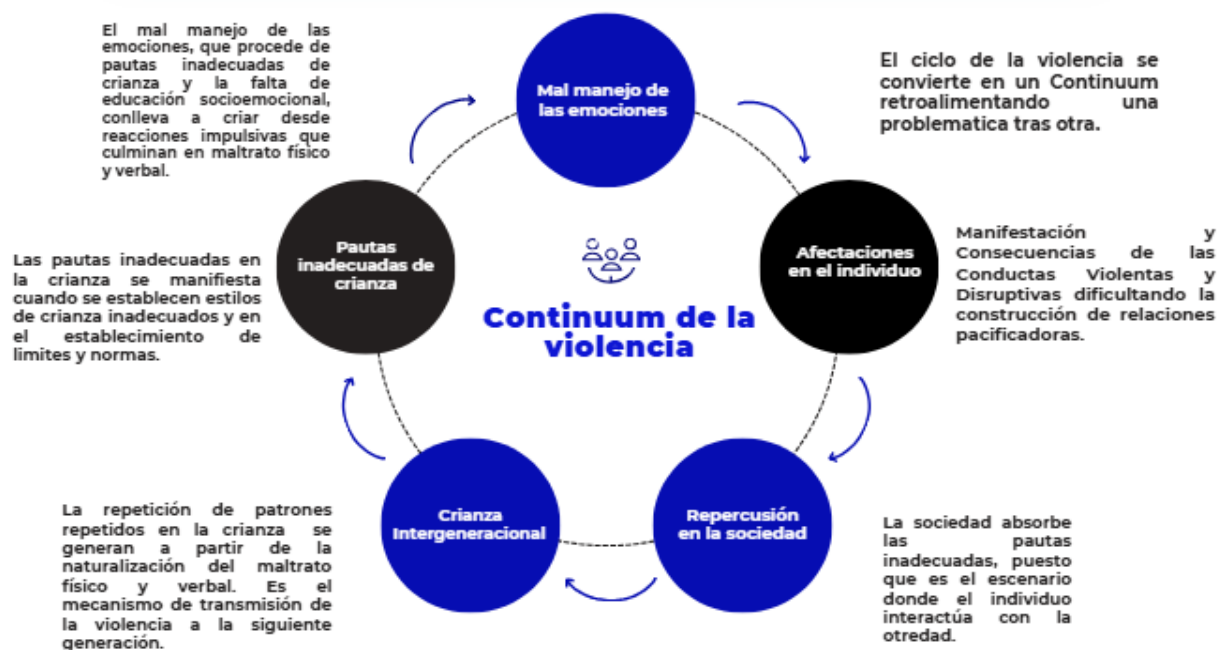 El mal manejo de las
emociones, que procede de
pautas inadecuadas de
crianza y la falta de
educación socioemocional,
conlleva a criar desde
reacciones impulsivas que
culminan en maltrato físico
y verbal.
Mal manejo de
las emociones
El ciclo de la violencia se
convierte en un Continuum
retroalimentando una
problematica tras otra.
Pautas
inadecuadas de
crianza
Afectaciones
en el individuo
Las pautas inadecuadas en
la crianza se manifiesta
cuando se establecen estilos
de crianza inadecuados y en
el establecimiento de
limites y normas.
Continuum de la
violencia
Manifestación y
Consecuencias de las
Conductas Violentas y
Disruptivas dificultando la
construcción de relaciones
pacificadoras.
Crianza
Intergeneracional
Repercusión
en la sociedad
La repetición de patrones
repetidos en la crianza se
generan a partir de la
naturalización del maltrato
físico y verbal. Es el
mecanismo de transmisión de
la violencia a la siguiente
generación.
La sociedad absorbe
las pautas
inadecuadas, puesto
que es el escenario
donde el individuo
interactúa con la
otredad.